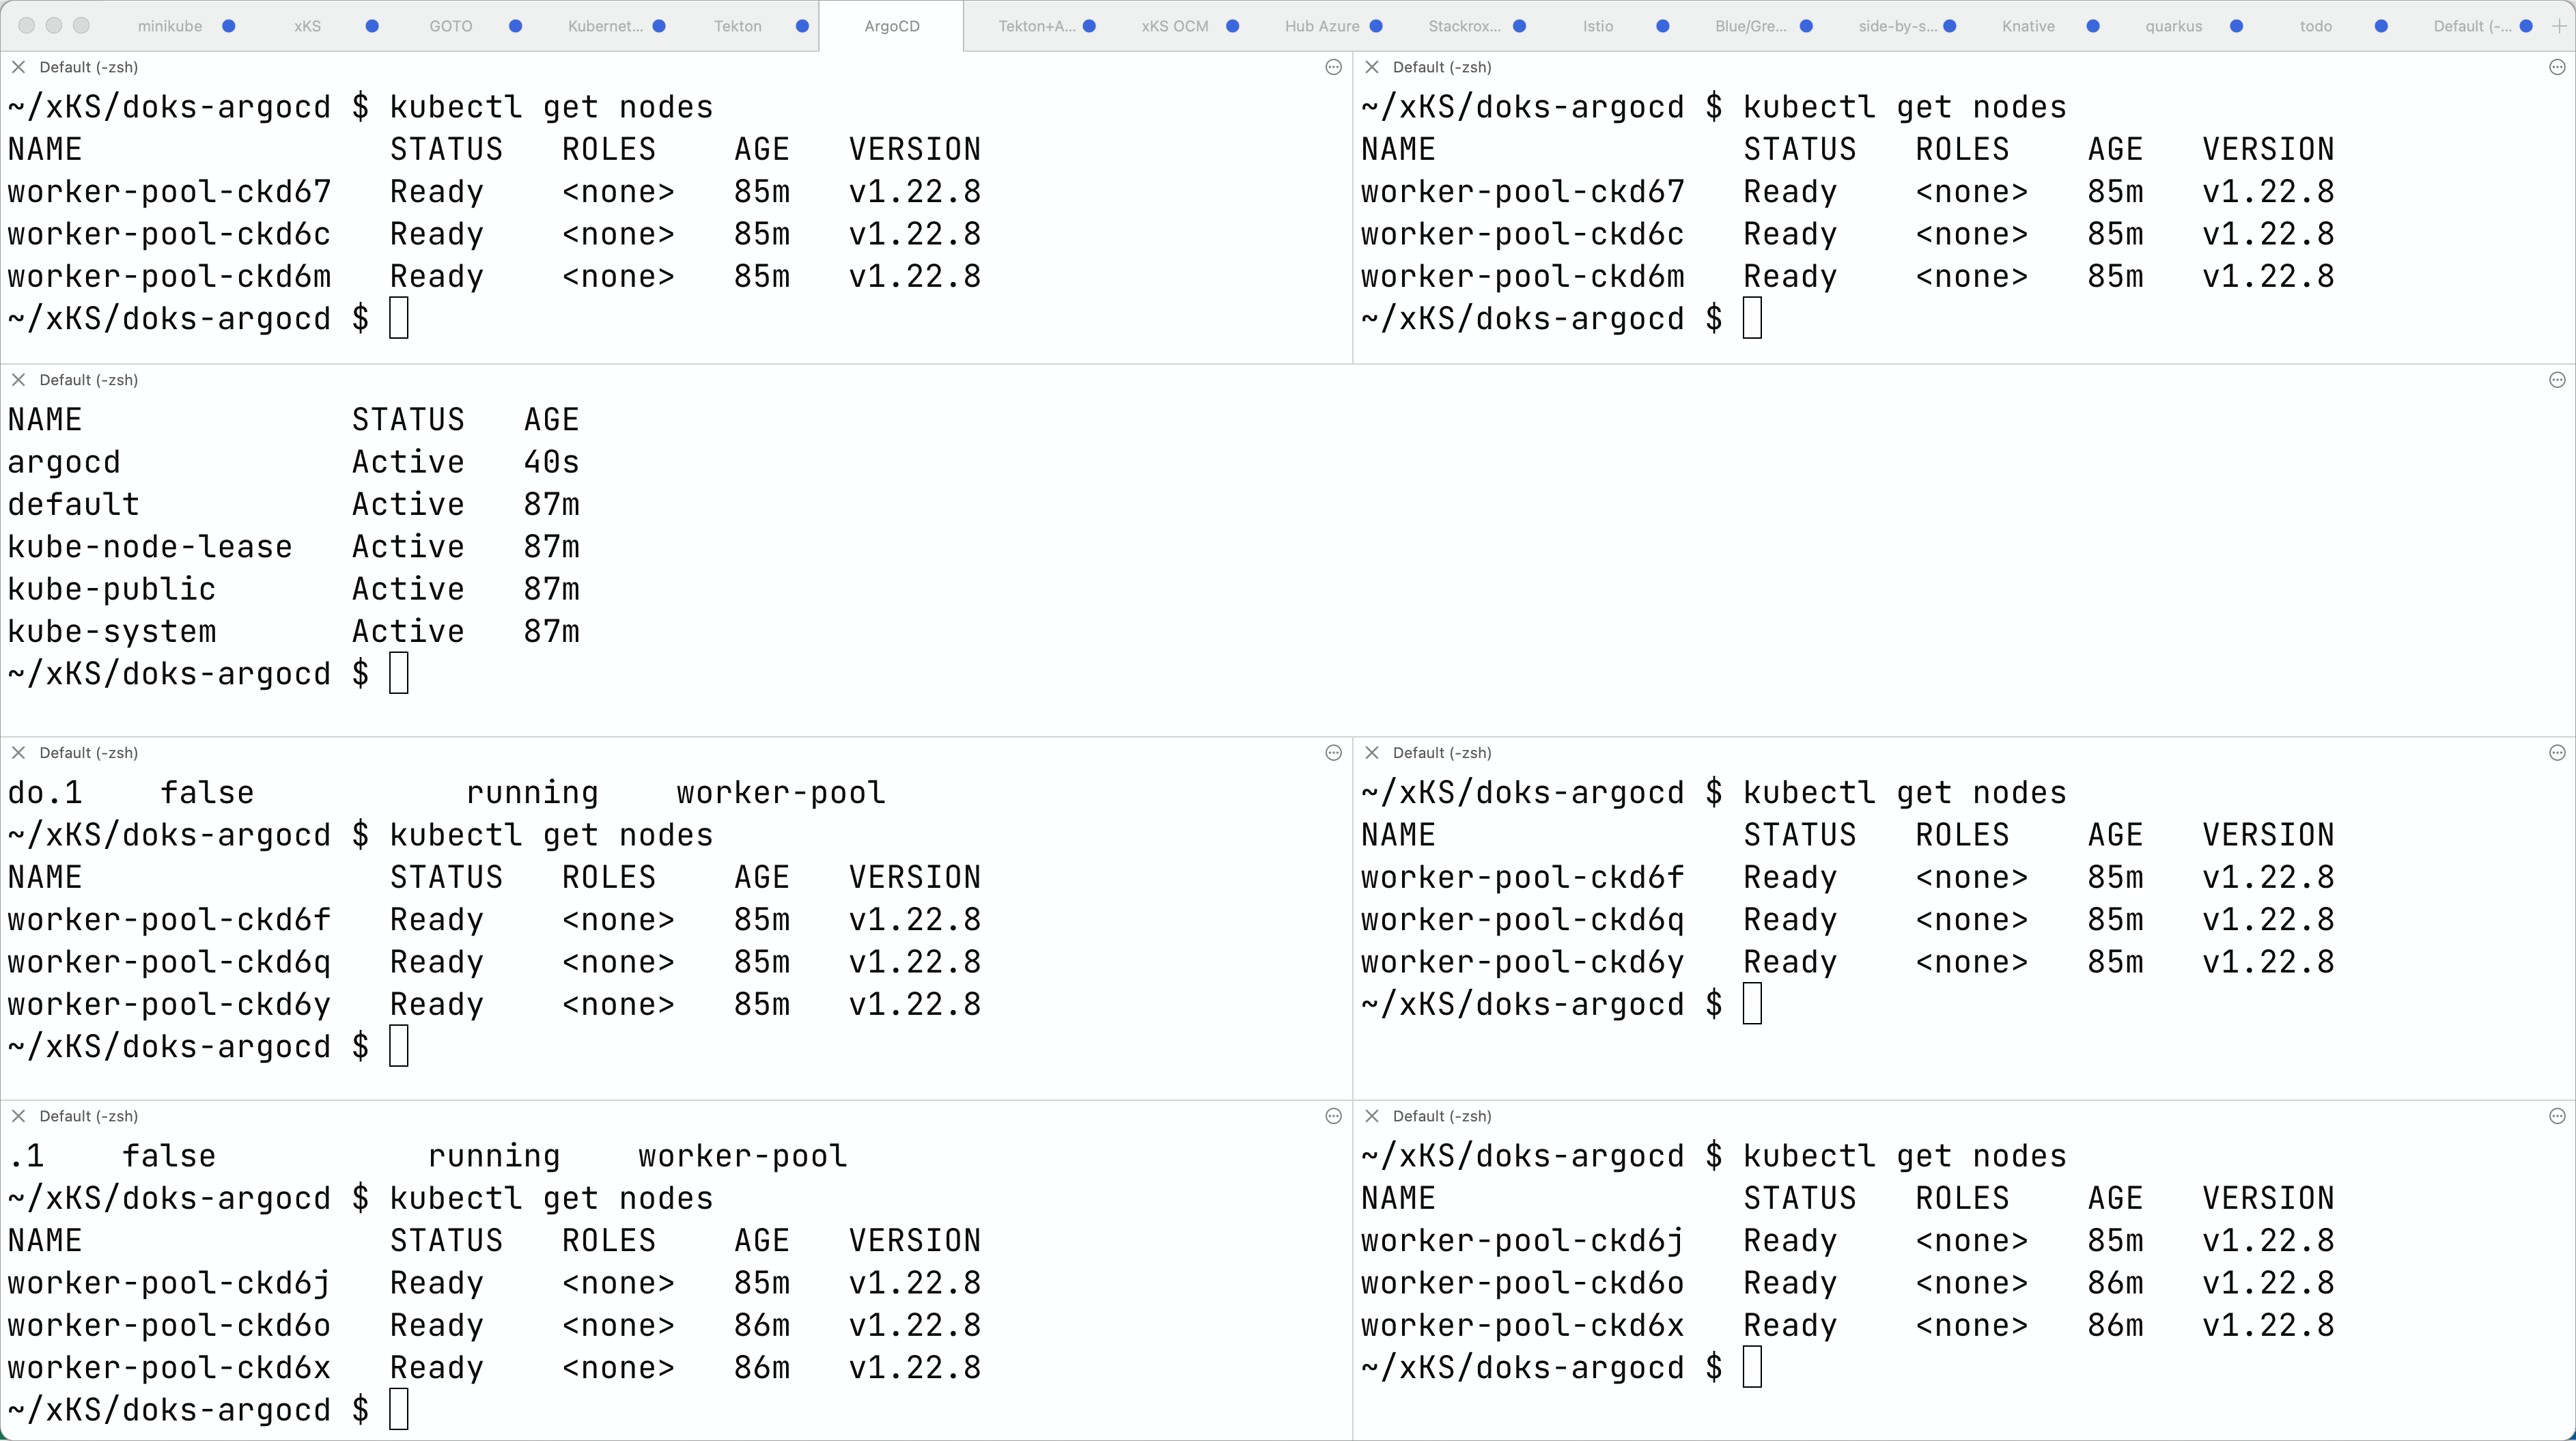 minikube xKS GOTO Kubernet... Tekton ArgoCD Tekton+A... xKS OCM Hub Azure Stackrox... Istio Blue/Gre... side-by-s... Knative quarkus todo Default (-...
Default (-zsh)
~/xKS/doks-argocd $ kubectl get nodes
NAME STATUS ROLES AGE VERSION
worker-pool-ckd67 Ready <none> 85m v1.22.8
worker-pool-ckd6c Ready <none> 85m v1.22.8
worker-pool-ckd6m Ready <none> 85m v1.22.8
~/xKS/doks-argocd $
Default (-zsh)
~/xKS/doks-argocd $ kubectl get nodes
NAME STATUS ROLES AGE VERSION
worker-pool-ckd67 Ready <none> 85m v1.22.8
worker-pool-ckd6c Ready <none> 85m v1.22.8
worker-pool-ckd6m Ready <none> 85m v1.22.8
~/xKS/doks-argocd $
Default (-zsh)
NAME STATUS AGE
argocd Active 40s
default Active 87m
kube-node-lease Active 87m
kube-public Active 87m
kube-system Active 87m
~/xKS/doks-argocd $
Default (-zsh)
do.1 false running worker-pool
~/xKS/doks-argocd $ kubectl get nodes
NAME STATUS ROLES AGE VERSION
worker-pool-ckd6f Ready <none> 85m v1.22.8
worker-pool-ckd6q Ready <none> 85m v1.22.8
worker-pool-ckd6y Ready <none> 85m v1.22.8
~/xKS/doks-argocd $
Default (-zsh)
~/xKS/doks-argocd $ kubectl get nodes
NAME STATUS ROLES AGE VERSION
worker-pool-ckd6f Ready <none> 85m v1.22.8
worker-pool-ckd6q Ready <none> 85m v1.22.8
worker-pool-ckd6y Ready <none> 85m v1.22.8
~/xKS/doks-argocd $
Default (-zsh)
.1 false running worker-pool
~/xKS/doks-argocd $ kubectl get nodes
NAME STATUS ROLES AGE VERSION
worker-pool-ckd6j Ready <none> 85m v1.22.8
worker-pool-ckd6o Ready <none> 86m v1.22.8
worker-pool-ckd6x Ready <none> 86m v1.22.8
~/xKS/doks-argocd $
Default (-zsh)
~/xKS/doks-argocd $ kubectl get nodes
NAME STATUS ROLES AGE VERSION
worker-pool-ckd6j Ready <none> 85m v1.22.8
worker-pool-ckd6o Ready <none> 86m v1.22.8
worker-pool-ckd6x Ready <none> 86m v1.22.8
~/xKS/doks-argocd $